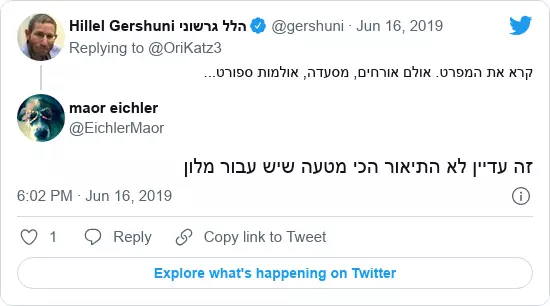 Hillel Gershuni הלל גרשוני @gershuni · Jun 16, 2019
Replying to @OriKatz3
קרא את המפרט. אולם אורחים, מסעדה, אולמות ספורט...
maor eichler
@EichlerMaor
זה עדיין לא התיאור הכי מטעה שיש עבור מלון
6:02 PM · Jun 16, 2019
1 Reply Copy link to Tweet
Explore what's happening on Twitter